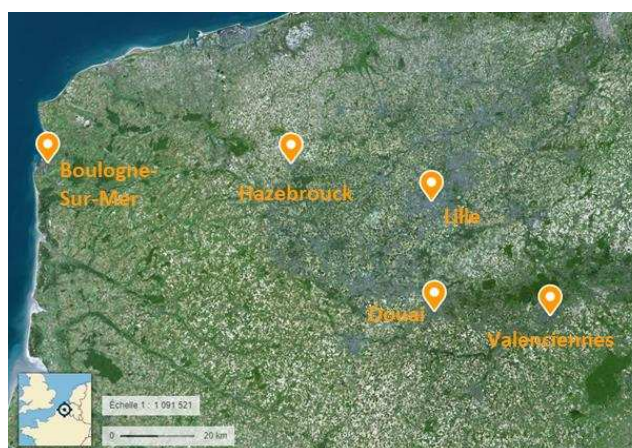 Boulogne-
Sur-Mer
Hazebrouck
Lille
Douai
Valenciennes
Échelle 1 : 1 091 521
0 20 km